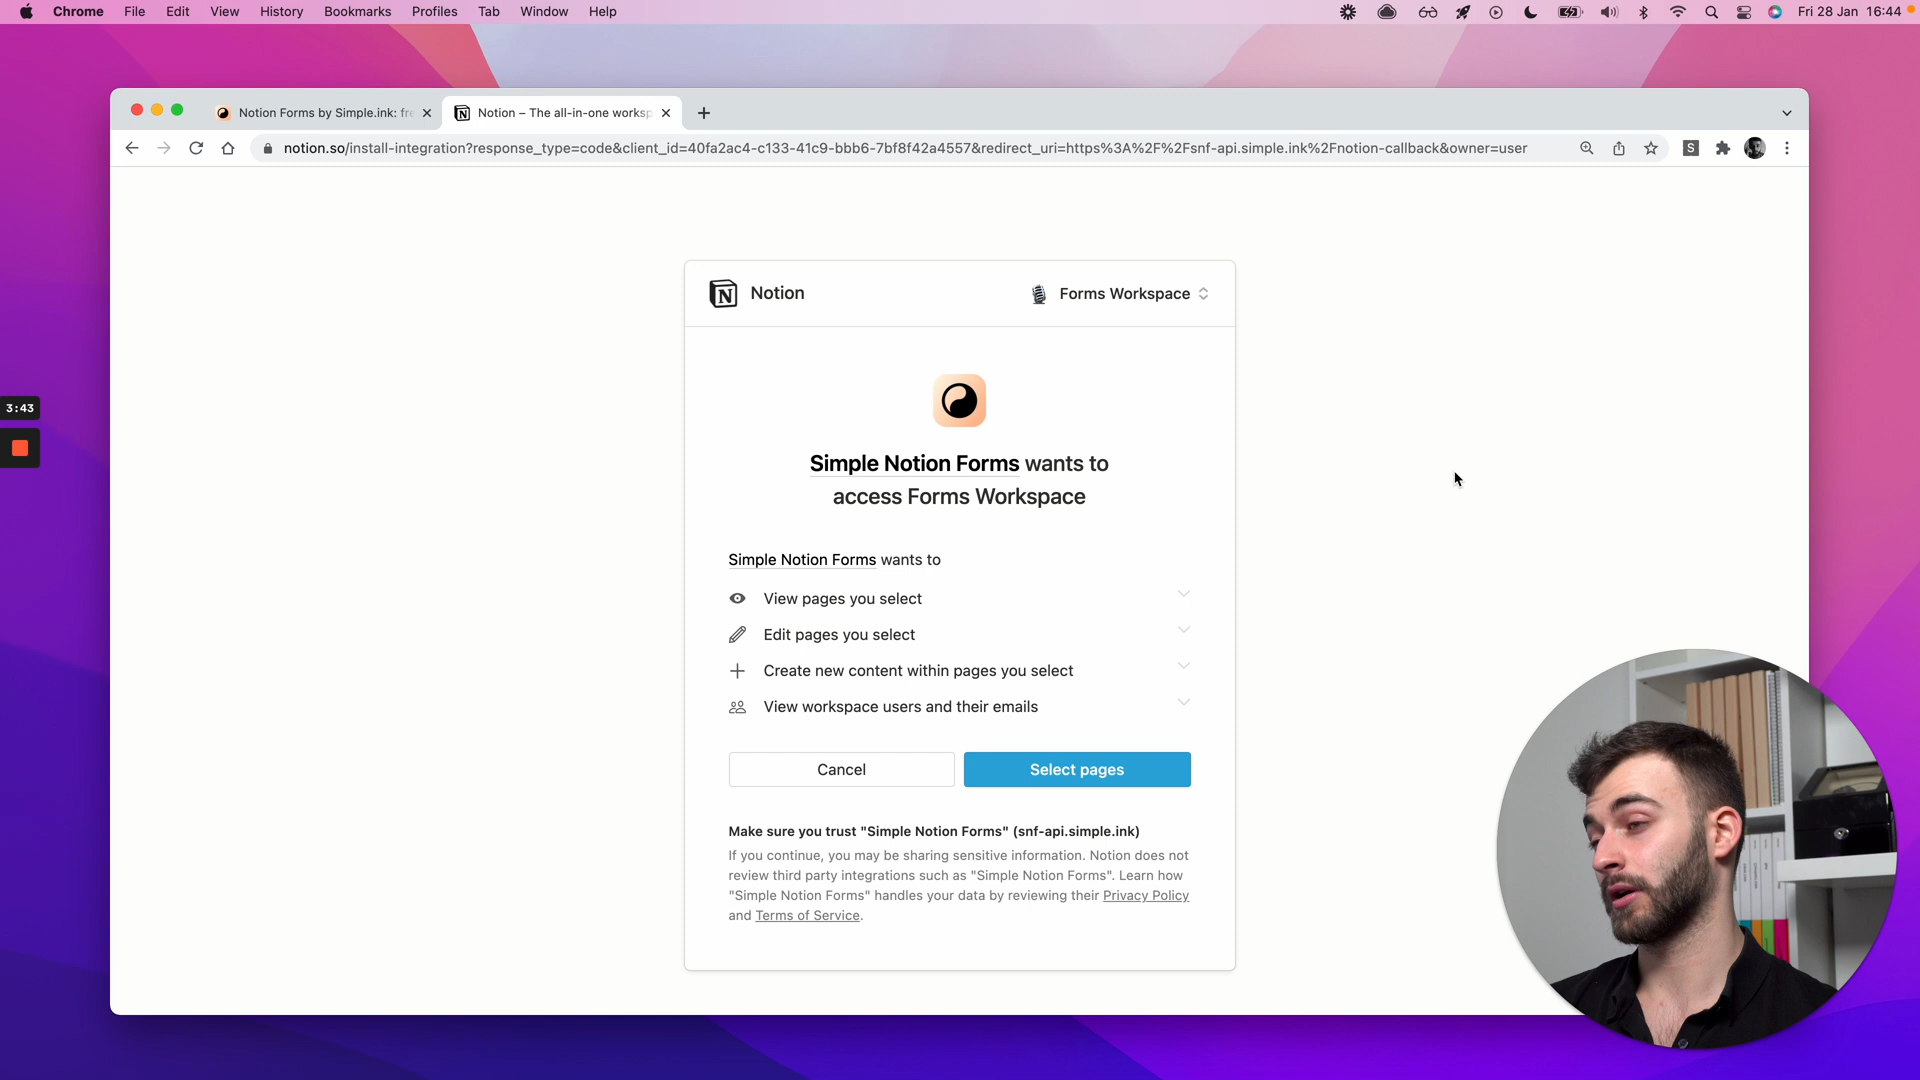 Chrome File Edit View History Bookmarks Profiles Tab Window Help Fri 28 Jan 16:44
Notion Forms by Simple.ink: fre
Notion – The all-in-one worksp
notion.so/install-integration?response_type=code&client_id=40fa2ac4-c133-41c9-bbb6-7bf8f42a4557&redirect_uri=https%3A%2F%2Fsnf-api.simple.ink%2Fnotion-callback&owner=user
S
Notion
Forms Workspace
3:43
Simple Notion Forms wants to
access Forms Workspace
Simple Notion Forms wants to
View pages you select
Edit pages you select
Create new content within pages you select
View workspace users and their emails
Cancel
Select pages
Make sure you trust "Simple Notion Forms" (snf-api.simple.ink)
If you continue, you may be sharing sensitive information. Notion does not
review third party integrations such as "Simple Notion Forms". Learn how
"Simple Notion Forms" handles your data by reviewing their Privacy Policy
and Terms of Service.